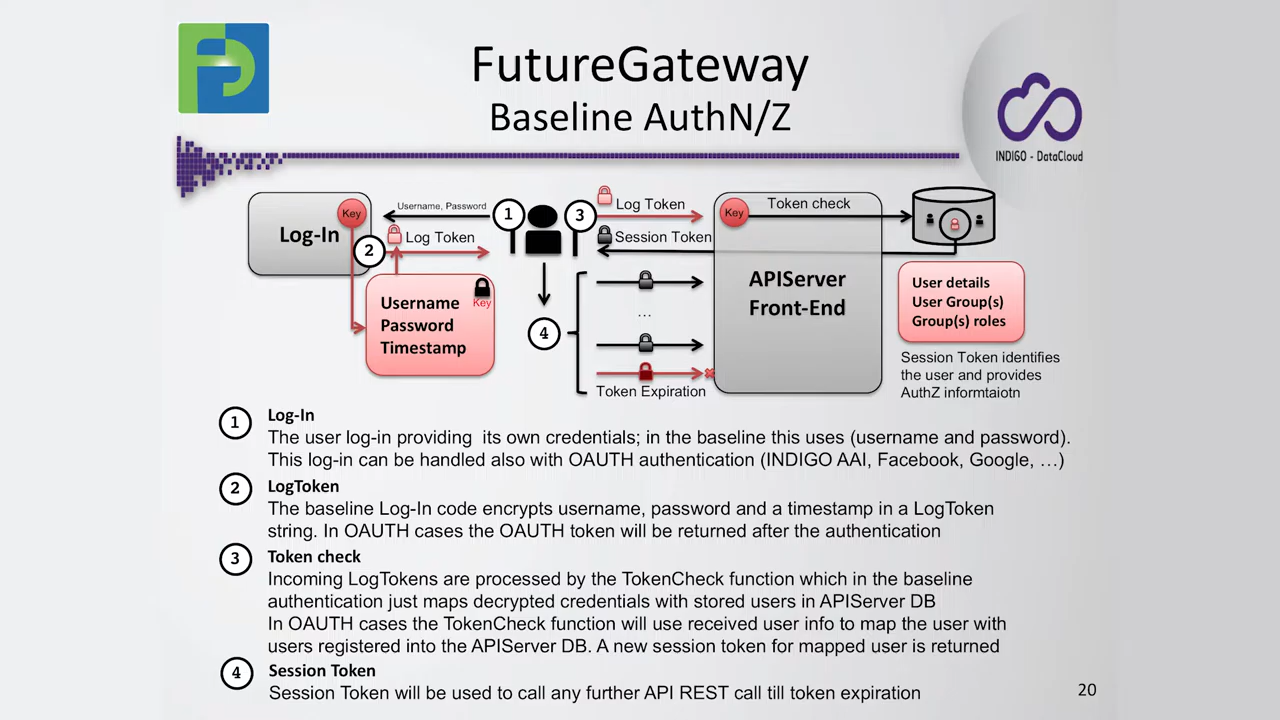 FutureGateway
Baseline AuthN/Z
INDIGO - DataCloud
Log-In
Key
Username, Password
1
2
Log Token
Username
Password
Timestamp
Key
3
Log Token
Session Token
4
...
Token Expiration
Key
Token check
APIServer
Front-End
User details
User Group(s)
Group(s) roles
Session Token identifies
the user and provides
AuthZ informtaiotn
1
Log-In
The user log-in providing its own credentials; in the baseline this uses (username and password).
This log-in can be handled also with OAUTH authentication (INDIGO AAI, Facebook, Google, …)
2
LogToken
The baseline Log-In code encrypts username, password and a timestamp in a LogToken
string. In OAUTH cases the OAUTH token will be returned after the authentication
3
Token check
Incoming LogTokens are processed by the TokenCheck function which in the baseline
authentication just maps decrypted credentials with stored users in APIServer DB
In OAUTH cases the TokenCheck function will use received user info to map the user with
users registered into the APIServer DB. A new session token for mapped user is returned
4
Session Token
Session Token will be used to call any further API REST call till token expiration
20